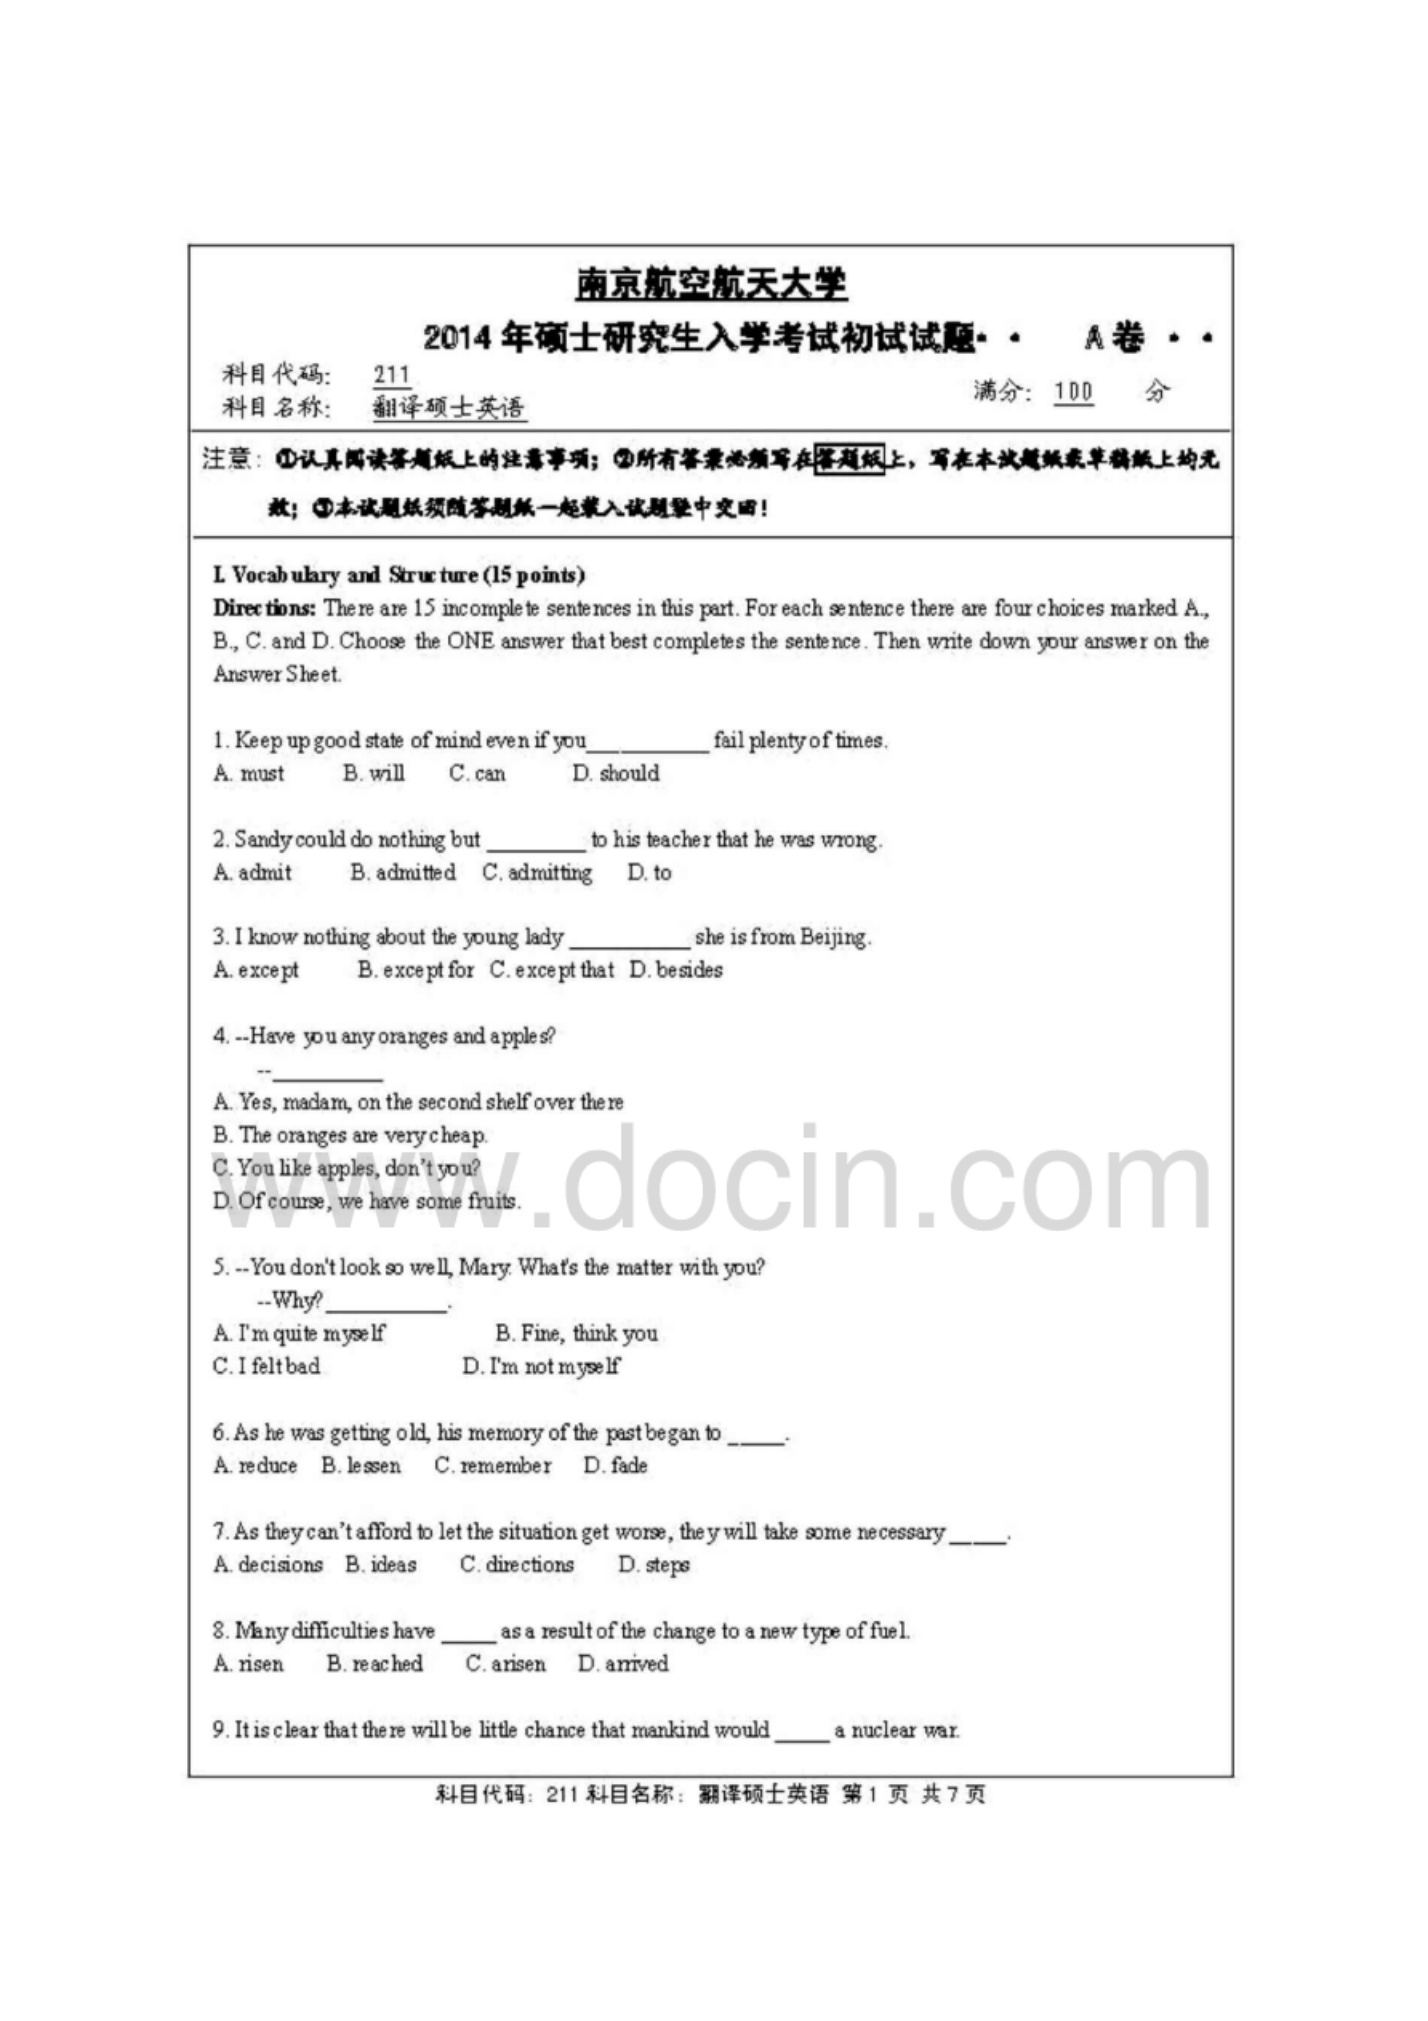 南京航空航天大学
2014 年硕士研究生入学考试初试试题· · A 卷 · ·
科目代码: 211
满分: 100 分
科目名称: 翻译硕士英语
注意: ①认真阅读答题纸上的注意事项; ②所有答案必须写在答题纸上, 写在本试题纸或草稿纸上均无
效; ③本试题纸须随答题纸一起装入试题袋中交回!
I. Vocabulary and Structure (15 points)
Directions: There are 15 incomplete sentences in this part. For each sentence there are four choices marked A.,
B., C. and D. Choose the ONE answer that best completes the sentence. Then write down your answer on the
Answer Sheet.
1. Keep up good state of mind even if you___________ fail plenty of times.
A. must B. will C. can D. should
2. Sandy could do nothing but _________ to his teacher that he was wrong.
A. admit B. admitted C. admitting D. to
3. I know nothing about the young lady ___________ she is from Beijing.
A. except B. except for C. except that D. besides
4. --Have you any oranges and apples?
--__________
A. Yes, madam, on the second shelf over there
B. The oranges are very cheap.
C. You like apples, don’t you?
D. Of course, we have some fruits.
www.docin.com
5. --You don't look so well, Mary. What's the matter with you?
--Why?___________.
A. I'm quite myself B. Fine, think you
C. I felt bad D. I'm not myself
6. As he was getting old, his memory of the past began to _____.
A. reduce B. lessen C. remember D. fade
7. As they can’t afford to let the situation get worse, they will take some necessary _____.
A. decisions B. ideas C. directions D. steps
8. Many difficulties have _____ as a result of the change to a new type of fuel.
A. risen B. reached C. arisen D. arrived
9. It is clear that there will be little chance that mankind would _____ a nuclear war.
科目代码: 211 科目名称: 翻译硕士英语 第 1 页 共 7 页